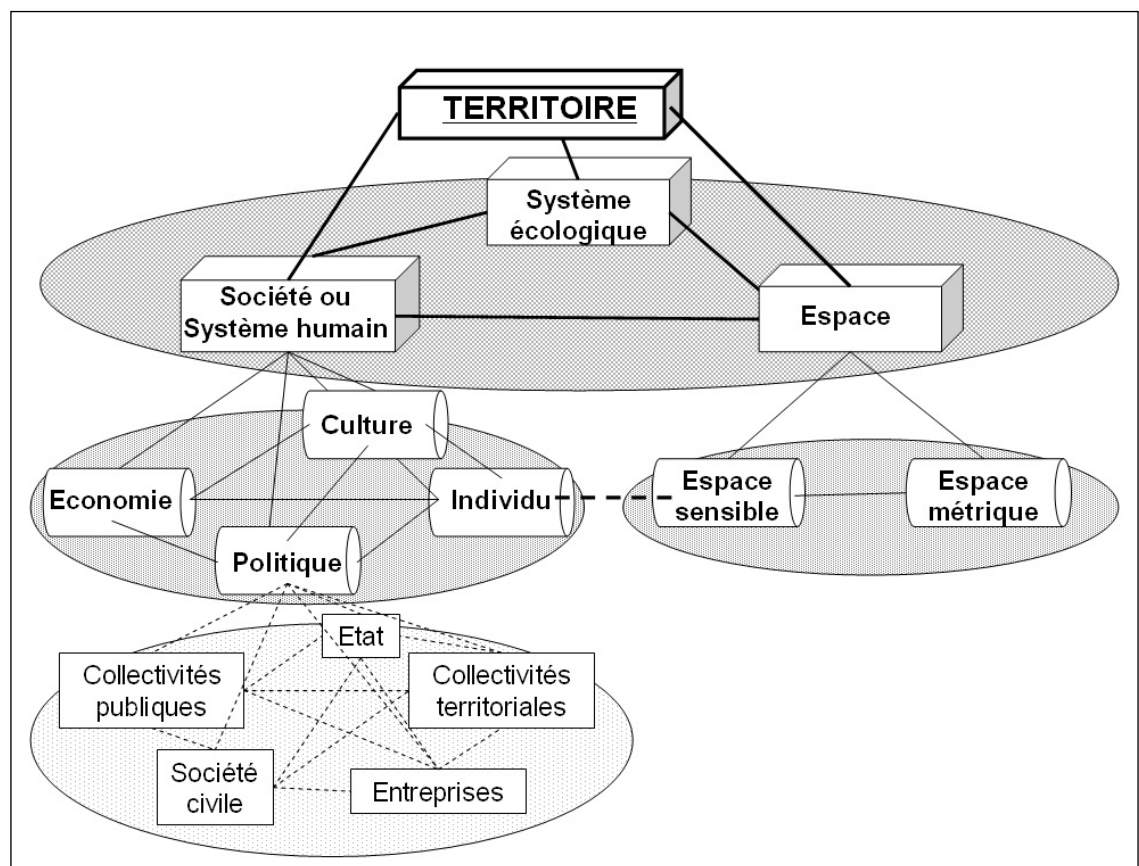 TERRITOIRE
Système
écologique
Société ou
Système humain
Espace
Culture
Economie
Individu
Politique
Espace
sensible
Espace
métrique
Etat
Collectivités
publiques
Collectivités
territoriales
Société
civile
Entreprises